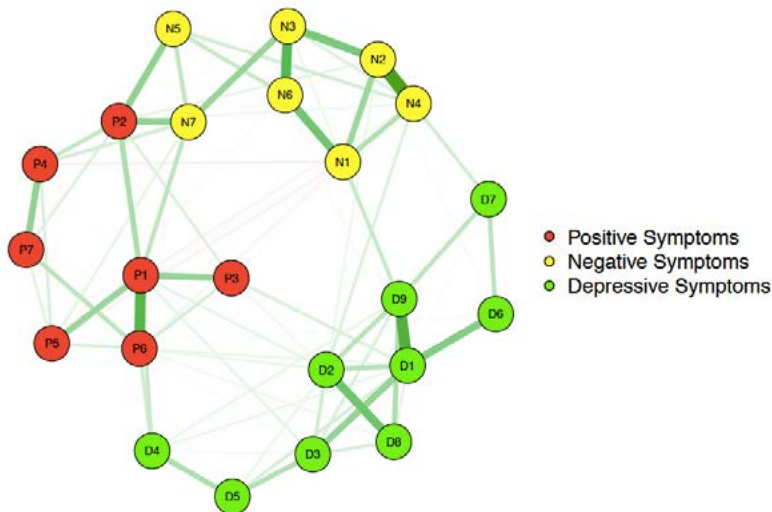 N5
N3
N2
N6
N4
P2
N7
P4
N1
D7
P7
P1
P3
D9
D6
P5
P6
D2
D1
D4
D3
D8
D5
Positive Symptoms
Negative Symptoms
Depressive Symptoms